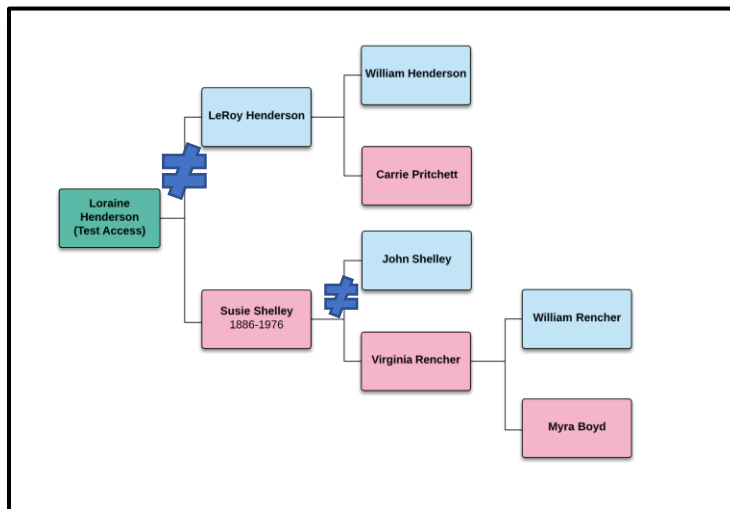 William Henderson
LeRoy Henderson
Carrie Pritchett
Loraine
Henderson
(Test Access)
John Shelley
Susie Shelley
1886-1976
William Rencher
Virginia Rencher
Myra Boyd